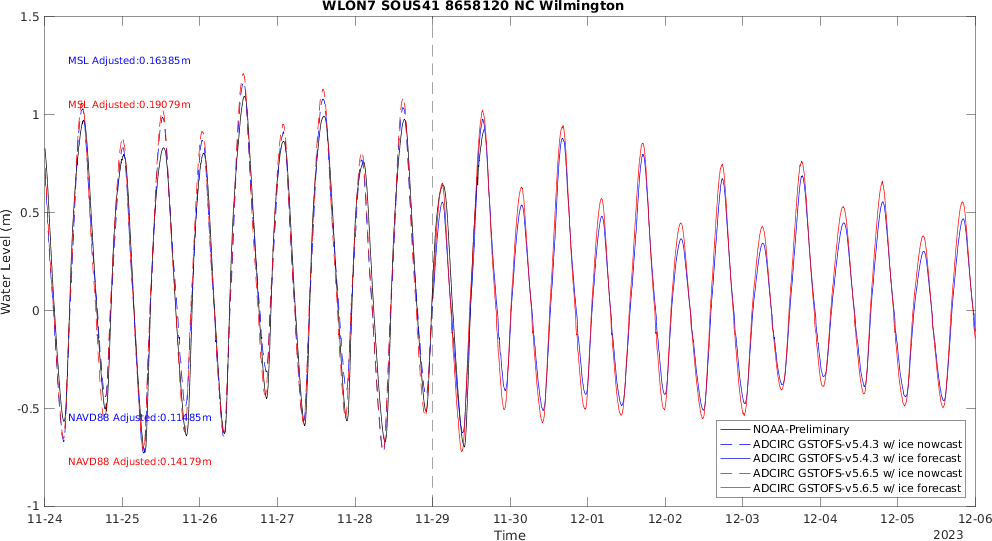 WLON7 SOUS41 8658120 NC Wilmington
1.5
1
0.5
0
-0.5
-1
Water Level (m)
MSL Adjusted:0.16385m
MSL Adjusted:0.19079m
NAVD88 Adjusted:0.11485m
NAVD88 Adjusted:0.14179m
NOAA-Preliminary
ADCIRC GSTOFS-v5.4.3 w/ ice nowcast
ADCIRC GSTOFS-v5.4.3 w/ ice forecast
ADCIRC GSTOFS-v5.6.5 w/ ice nowcast
ADCIRC GSTOFS-v5.6.5 w/ ice forecast
11-24 11-25 11-26 11-27 11-28 11-29 11-30 12-01 12-02 12-03 12-04 12-05 12-06
Time
2023